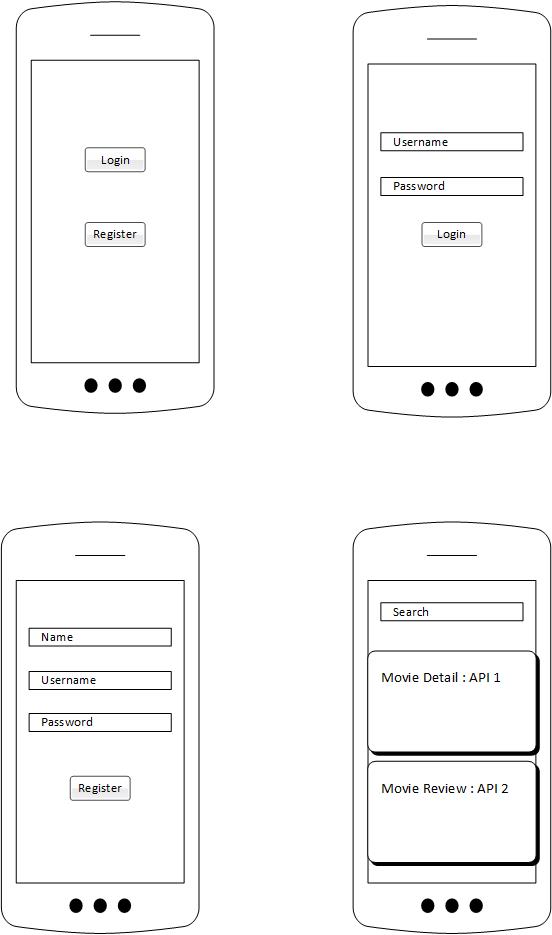 Login
Register
Username
Password
Login
Name
Username
Password
Register
Search
Movie Detail : API 1
Movie Review : API 2